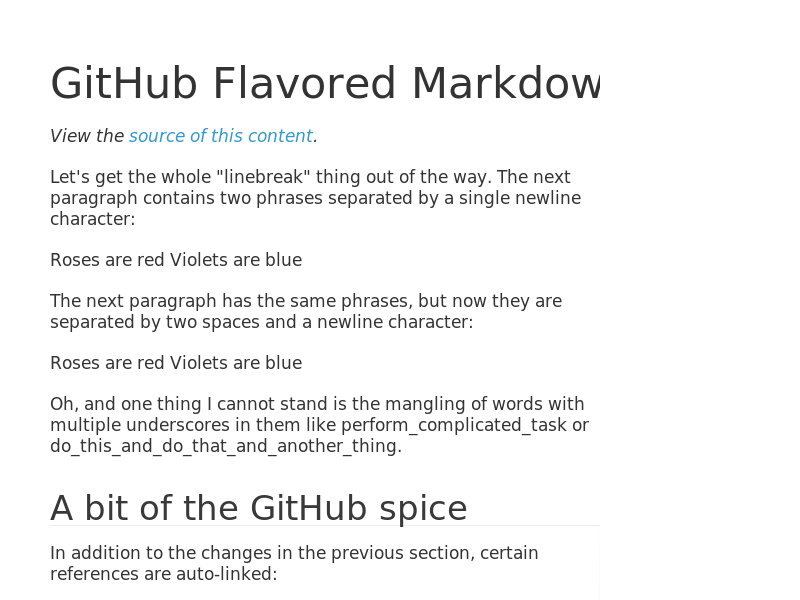 GitHub Flavored Markdow
View the source of this content.
Let's get the whole "linebreak" thing out of the way. The next
paragraph contains two phrases separated by a single newline
character:
Roses are red Violets are blue
The next paragraph has the same phrases, but now they are
separated by two spaces and a newline character:
Roses are red Violets are blue
Oh, and one thing I cannot stand is the mangling of words with
multiple underscores in them like perform_complicated_task or
do_this_and_do_that_and_another_thing.
A bit of the GitHub spice
In addition to the changes in the previous section, certain
references are auto-linked: